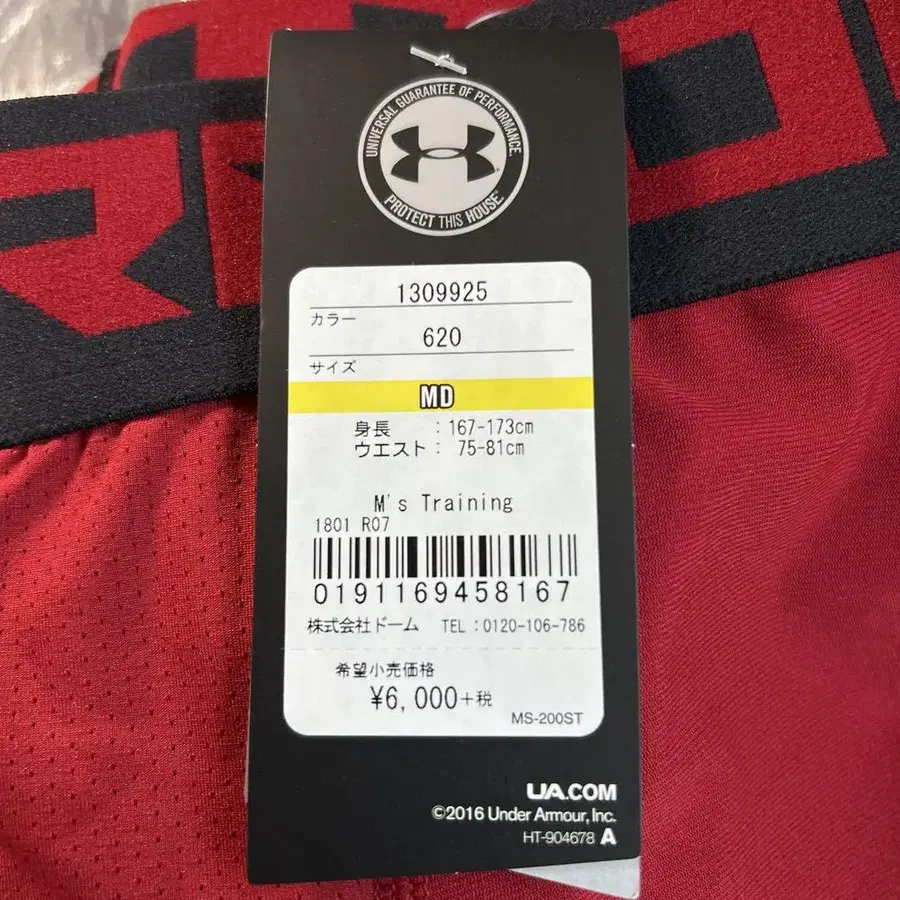 UNIVERSAL GUARANTEE OF PERFORMANCE.
PROTECT THIS HOUSE.®
1309925
カラー
620
サイズ
MD
身長 : 167-173cm
ウエスト : 75-81cm
M's Training
1801 R07
0191169458167
株式会社ドーム TEL:0120-106-786
希望小売価格
¥6,000+税
MS-200ST
UA.COM
©2016 Under Armour, Inc.
HT-904678 A